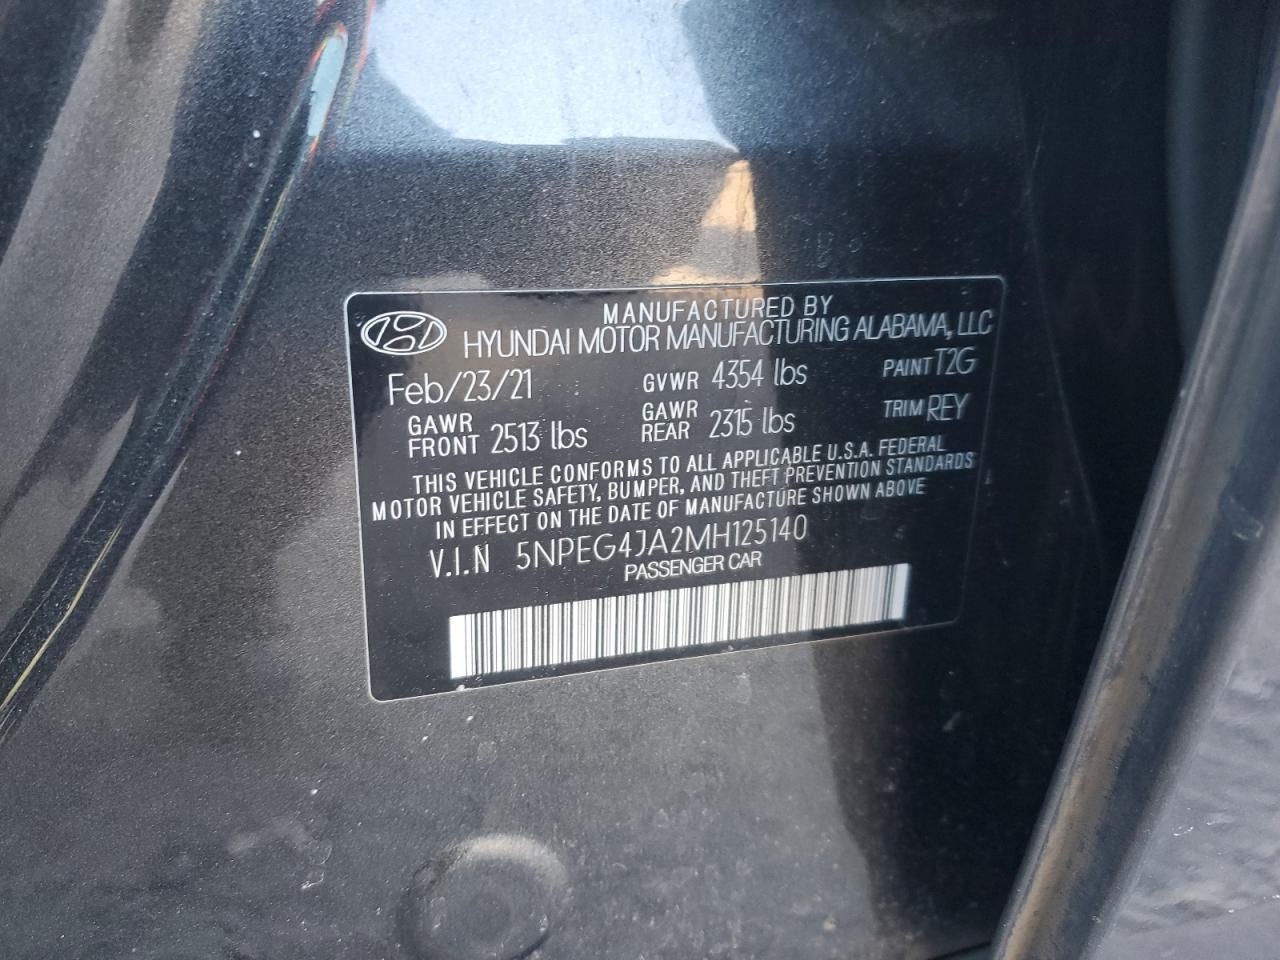 MANUFACTURED BY
HYUNDAI MOTOR MANUFACTURING ALABAMA, LLC
Feb/23/21 GVWR 4354 lbs PAINT T2G
GAWR FRONT 2513 lbs GAWR REAR 2315 lbs TRIM REY
THIS VEHICLE CONFORMS TO ALL APPLICABLE U.S.A. FEDERAL
MOTOR VEHICLE SAFETY, BUMPER, AND THEFT PREVENTION STANDARDS
IN EFFECT ON THE DATE OF MANUFACTURE SHOWN ABOVE
V.I.N 5NPEG4JA2MH125140
PASSENGER CAR